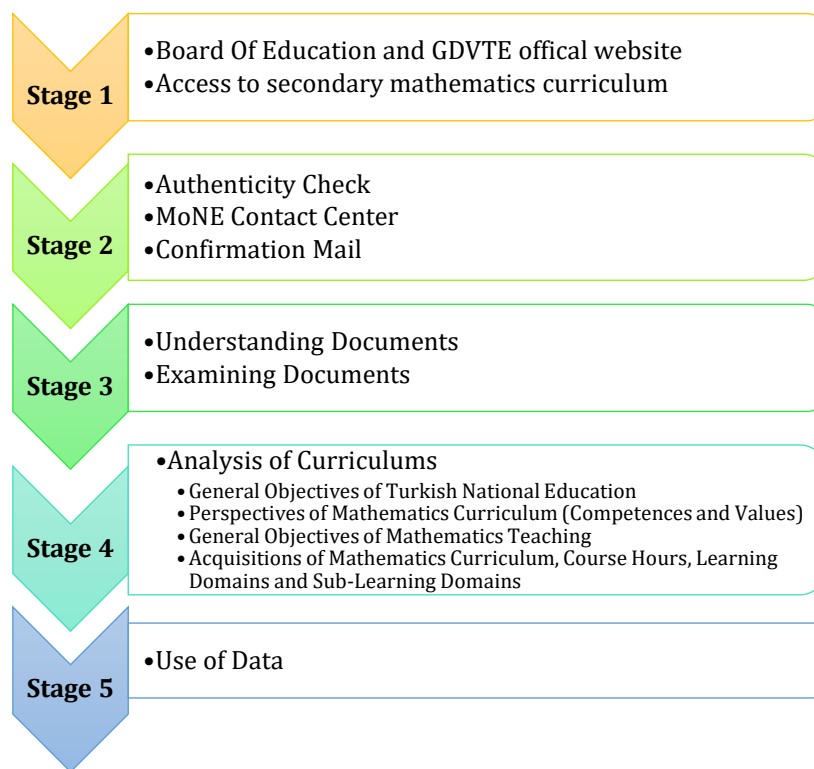 Stage 1
•Board Of Education and GDVTE offical website
•Access to secondary mathematics curriculum
Stage 2
•Authenticity Check
•MoNE Contact Center
•Confirmation Mail
Stage 3
•Understanding Documents
•Examining Documents
Stage 4
•Analysis of Curriculums
•General Objectives of Turkish National Education
•Perspectives of Mathematics Curriculum (Competences and Values)
•General Objectives of Mathematics Teaching
•Acquisitions of Mathematics Curriculum, Course Hours, Learning
Domains and Sub-Learning Domains
Stage 5
•Use of Data